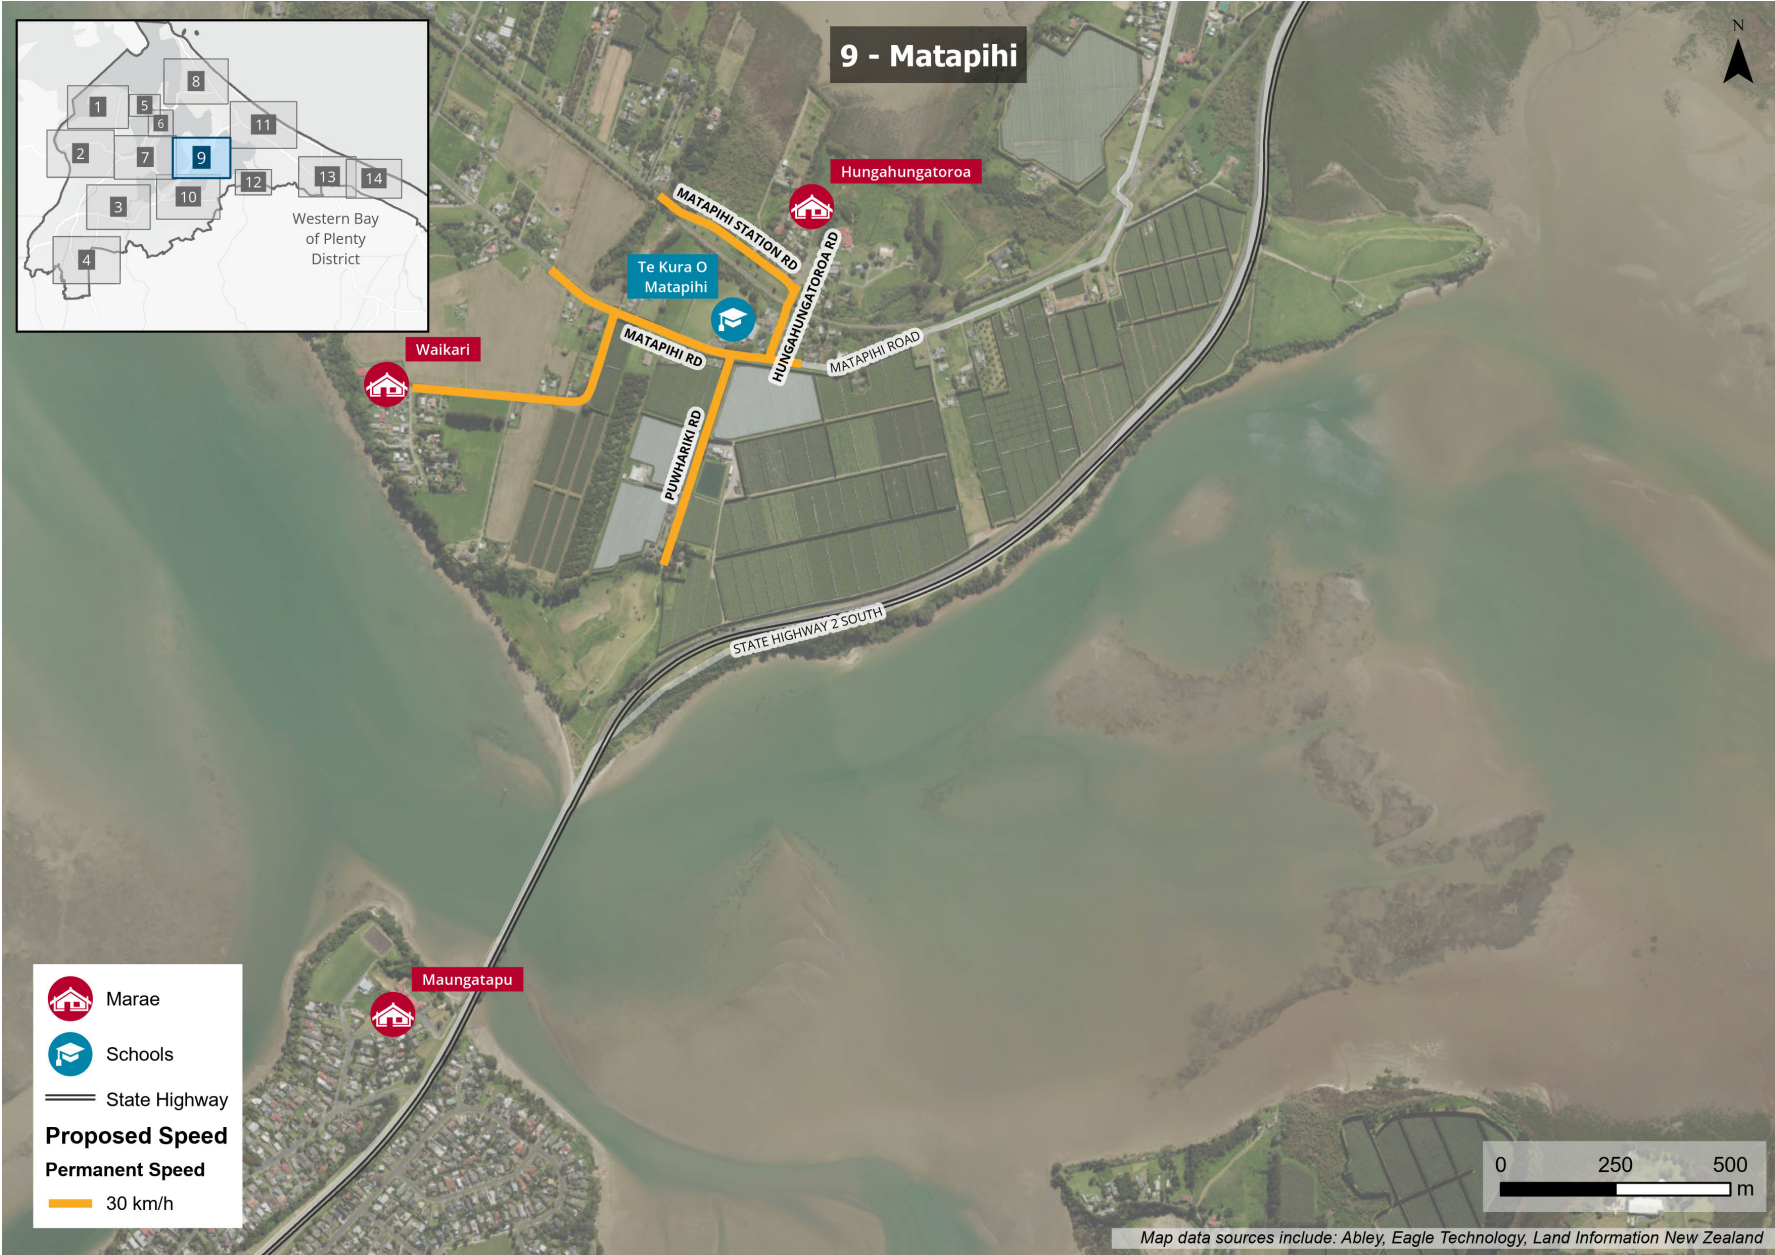 9 - Matapihi
N
8
1
5
6
11
2
7
9
12
13
14
3
10
4
Western Bay
of Plenty
District
Hungahungatoroa
MATAPIHI STATION RD
HUNGAHUNGATOROA RD
Te Kura O
Matapihi
MATAPIHI RD
MATAPIHI ROAD
Waikari
PUWHARIKI RD
STATE HIGHWAY 2 SOUTH
Maungatapu
Marae
Schools
State Highway
Proposed Speed
Permanent Speed
30 km/h
0 250 500
m
Map data sources include: Abley, Eagle Technology, Land Information New Zealand